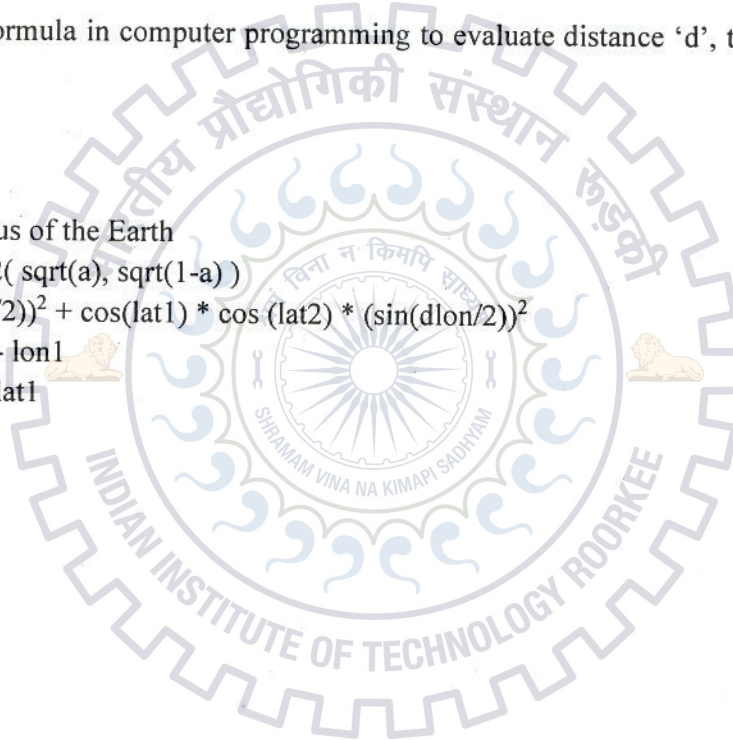 ormula in computer programming to evaluate distance ‘d’, t
us of the Earth
( sqrt(a), sqrt(1-a) )
/2))² + cos(lat1) * cos (lat2) * (sin(dlon/2))²
- lon1
lat1
भारतीय प्रौद्योगिकी संस्थान रुड़की
श्रमं विना न किमपि साध्यम्
SHRAMAM VINA NA KIMAPI SADHYAM
INDIAN INSTITUTE OF TECHNOLOGY ROORKEE